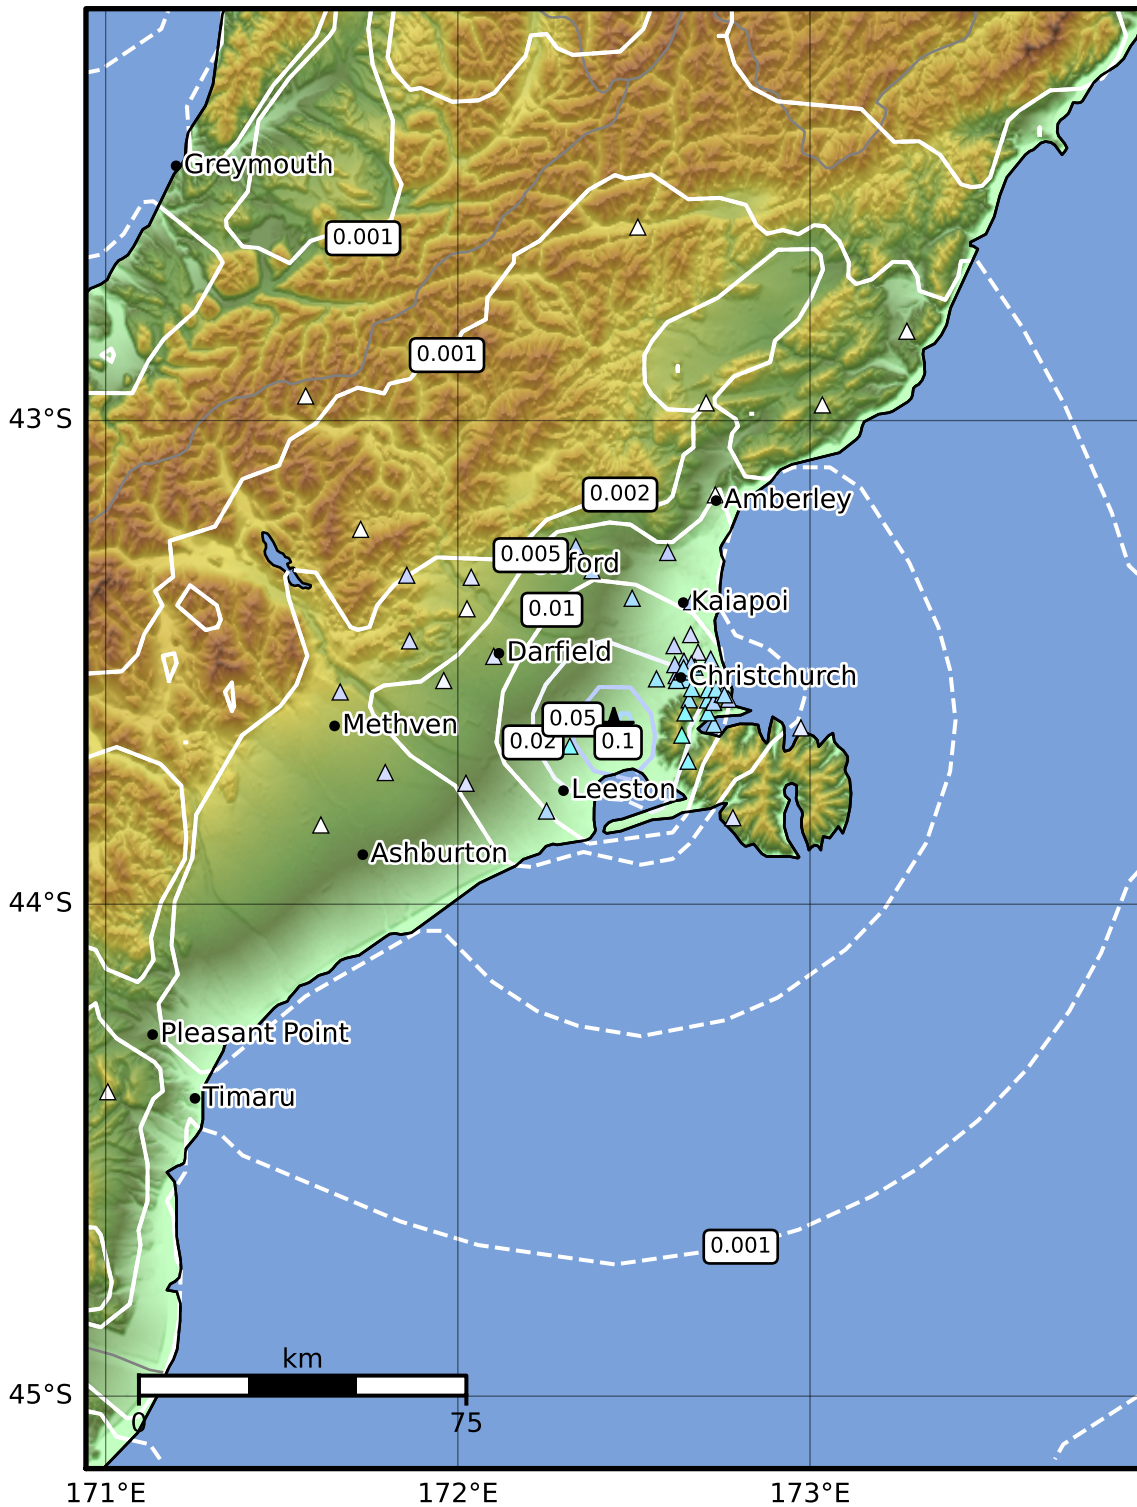 Greymouth
0.001
0.001
43°S
0.002
Amberley
0.005
ford
0.01
Kaiapoi
Darfield
Christchurch
0.05
Methven
0.02
0.1
Leeston
Ashburton
44°S
Pleasant Point
Timaru
0.001
km
45°S
0
75
171°E
172°E
173°E